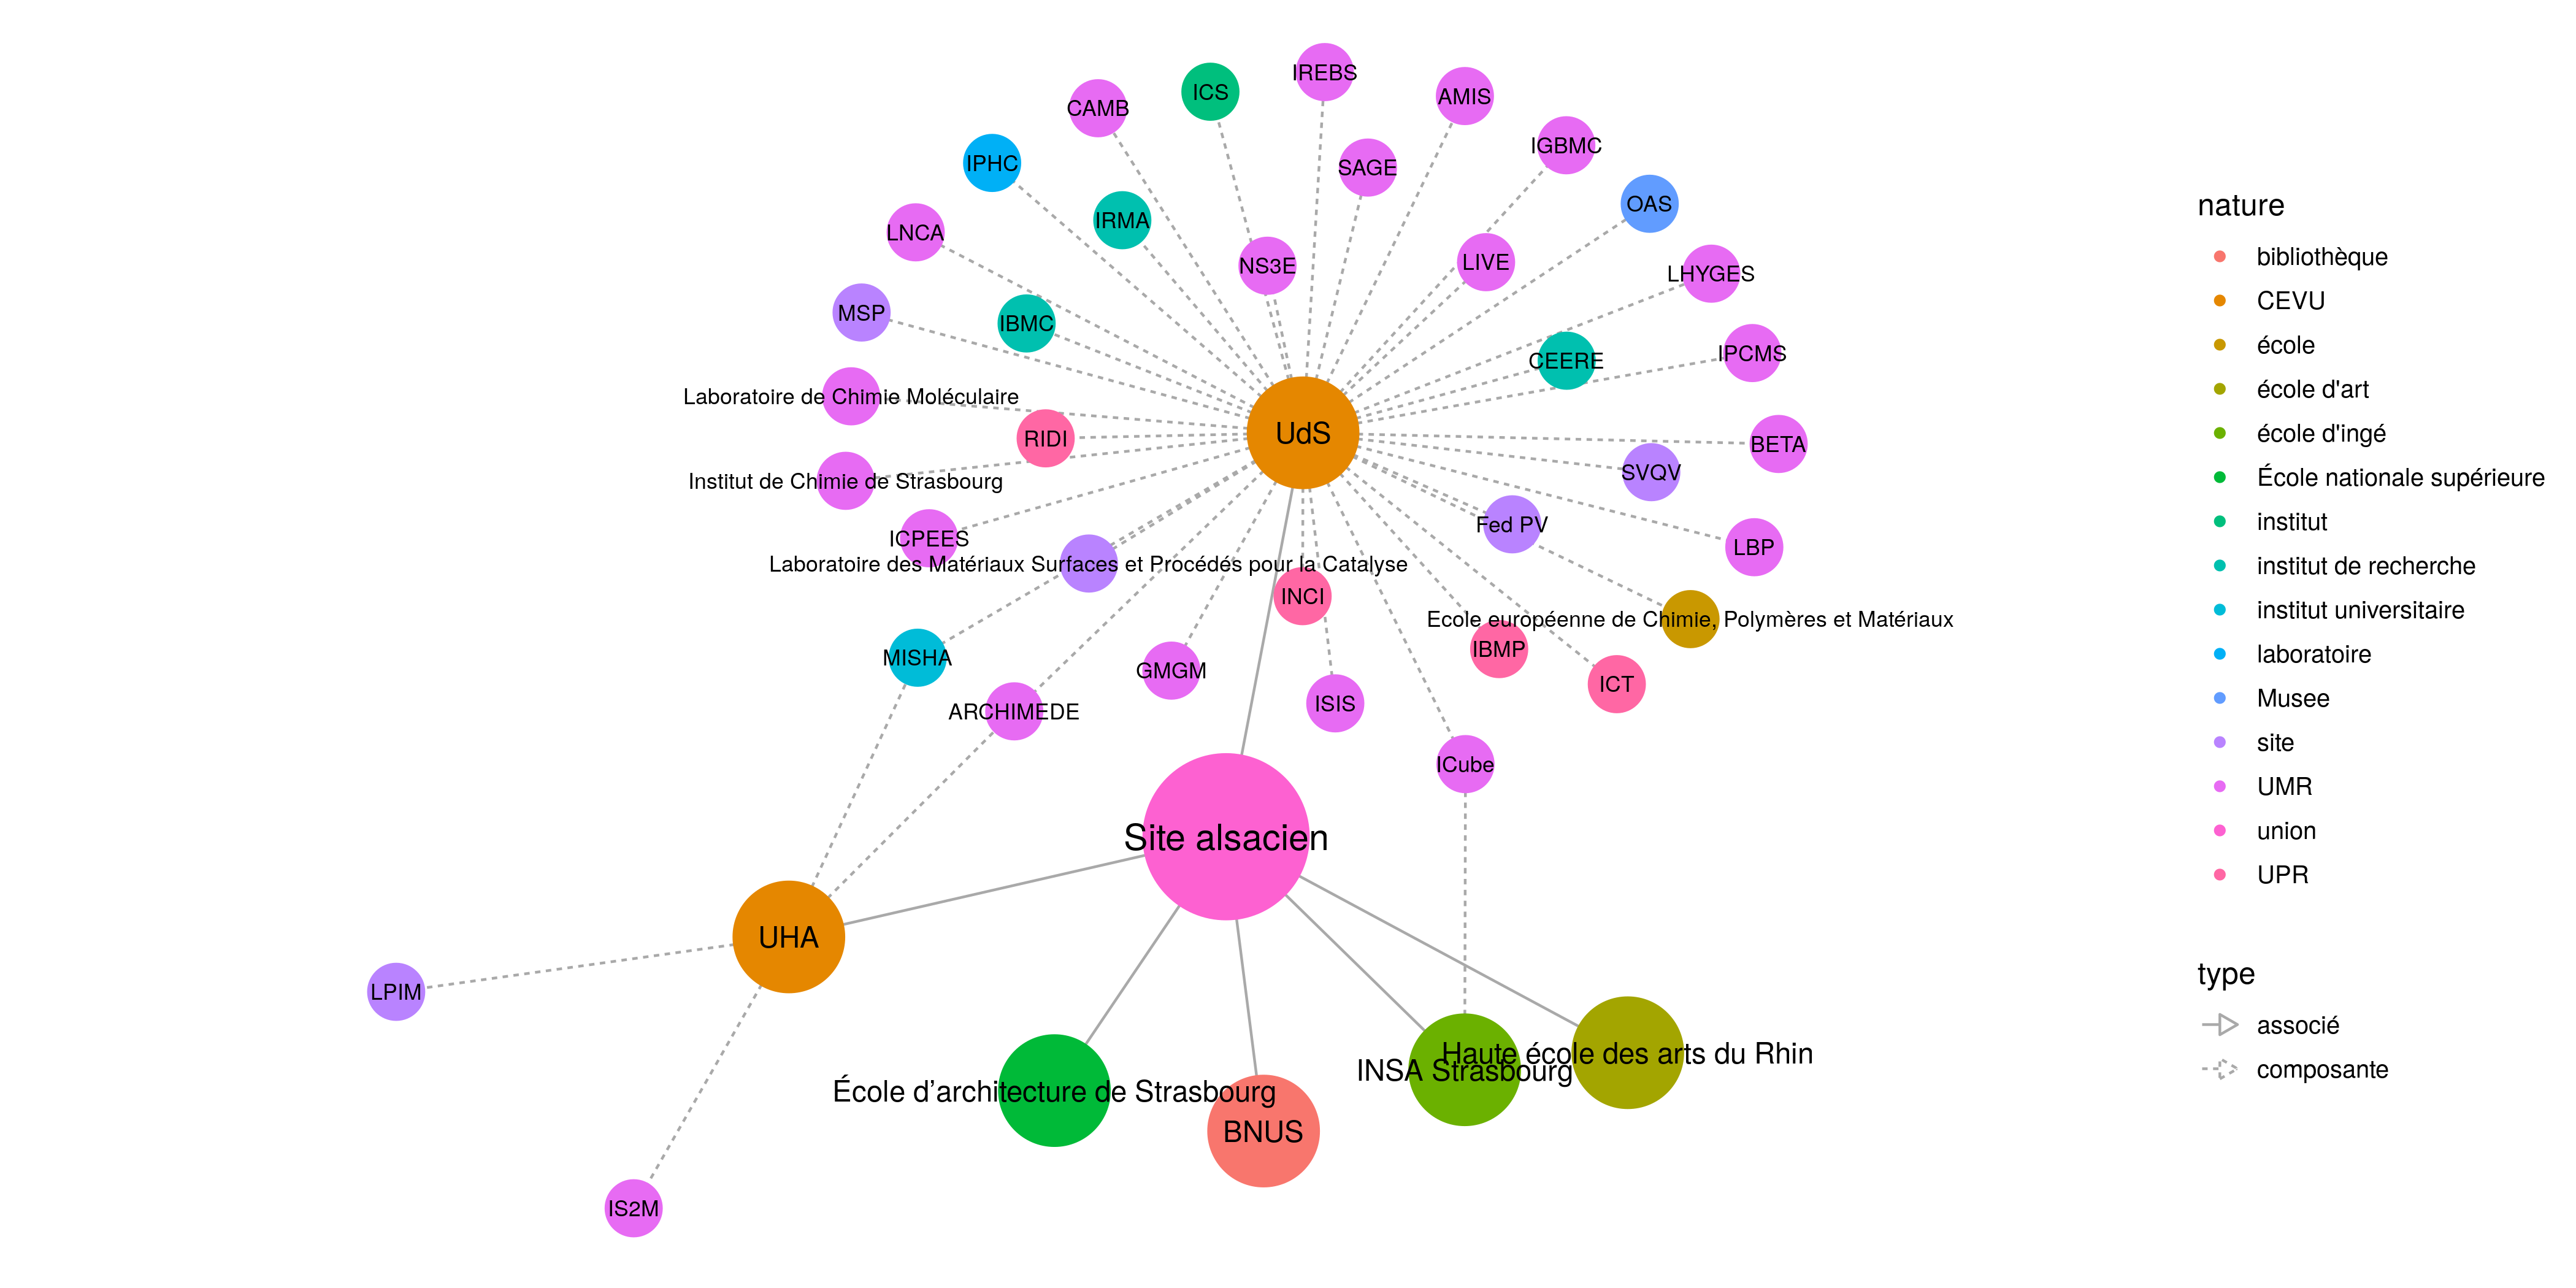 IREBS
ICS
AMIS
CAMB
IGBMC
IPHC
SAGE
OAS
IRMA
LNCA
NS3E
LIVE
LHYGES
MSP
IBMC
IPCMS
CEERE
Laboratoire de Chimie Moléculaire
UdS
RIDI
BETA
SVQV
Institut de Chimie de Strasbourg
Fed PV
ICPEES
LBP
Laboratoire des Matériaux Surfaces et Procédés pour la Catalyse
INCI
Ecole européenne de Chimie, Polymères et Matériaux
IBMP
MISHA
GMGM
ICT
ISIS
ARCHIMEDE
ICube
Site alsacien
UHA
LPIM
Haute école des arts du Rhin
INSA Strasbourg
École d’architecture de Strasbourg
BNUS
IS2M
nature
bibliothèque
CEVU
école
école d'art
école d'ingé
École nationale supérieure
institut
institut de recherche
institut universitaire
laboratoire
Musee
site
UMR
union
UPR
type
associé
composante